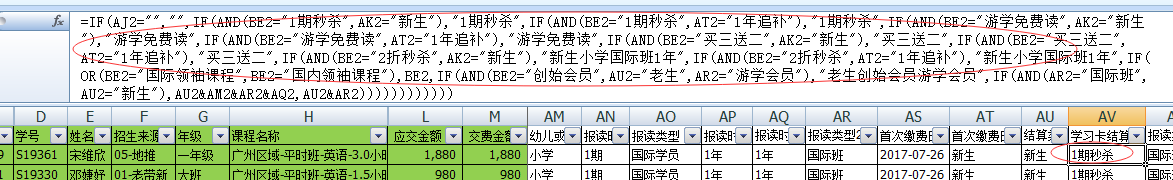 =IF(AJ2="","",IF(AND(BE2="1期秒杀",AK2="新生"),"1期秒杀",IF(AND(BE2="1期秒杀",AT2="1年追补"),"1期秒杀",IF(AND(BE2="游学免费读",AK2="新生
"),"游学免费读",IF(AND(BE2="游学免费读",AT2="1年追补"),"游学免费读",IF(AND(BE2="买三送二",AK2="新生"),"买三送二",IF(AND(BE2="买三送二",
AT2="1年追补"),"买三送二",IF(AND(BE2="2折秒杀",AK2="新生"),"新生小学国际班1年",IF(AND(BE2="2折秒杀",AT2="1年追补"),"新生小学国际班1年",IF(
OR(BE2="国际领袖课程",BE2="国内领袖课程"),BE2,IF(AND(BE2="创始会员",AU2="老生",AR2="游学会员"),"老生创始会员游学会员",IF(AND(AR2="国际班",
AU2="新生"),AU2&AM2&AR2&AQ2,AU2&AR2))))))))))))
D E F G H L M AM AN AO AP AQ AR AS AT AU AV
学号 姓名 招生来源 年级 课程名称 应交金额 交费金额 幼儿或 报读时 报读类型 报读时 报读时 报读类型2 首次缴费日 首次缴费 结算 学习卡结算
9 S19361 宋维欣 05-地推 一年级 广州区域-平时班-英语-3.0小时 1,880 1,880 小学 1期 国际学员 1年 1年 国际班 2017-07-26 新生 新生 1期秒杀 国际
1 S19330 邓婕妤 01-老带新 大班 广州区域-平时班-英语-1.5小时 980 980 小学 1期 国际学员 1年 1年 国际班 2017-07-26 新生 新生 1期秒杀 国际